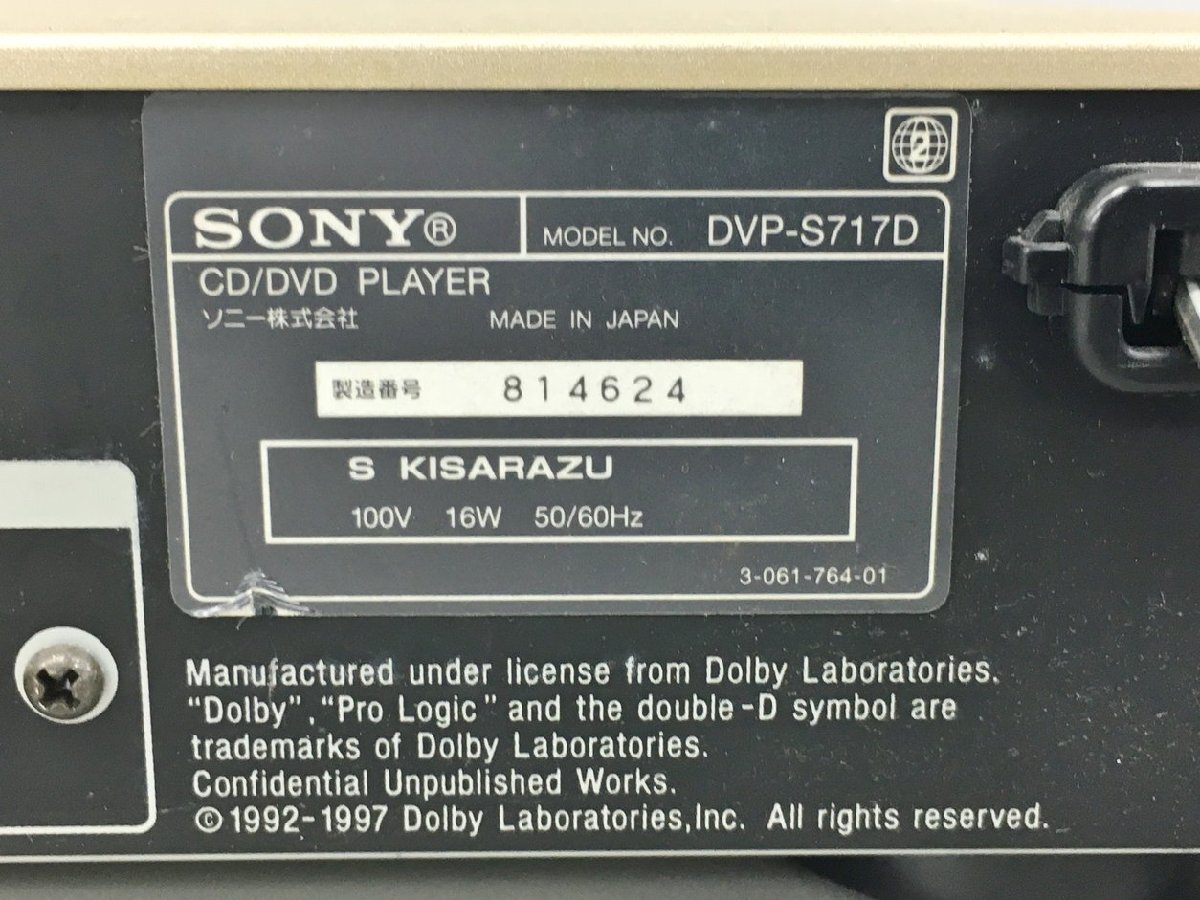 2
SONY®
MODEL NO. DVP-S717D
CD/DVD PLAYER
ソニー株式会社 MADE IN JAPAN
製造番号 814624
S KISARAZU
100V 16W 50/60Hz
3-061-764-01
Manufactured under license from Dolby Laboratories.
“Dolby”, “Pro Logic” and the double-D symbol are
trademarks of Dolby Laboratories.
Confidential Unpublished Works.
©1992-1997 Dolby Laboratories,Inc. All rights reserved.